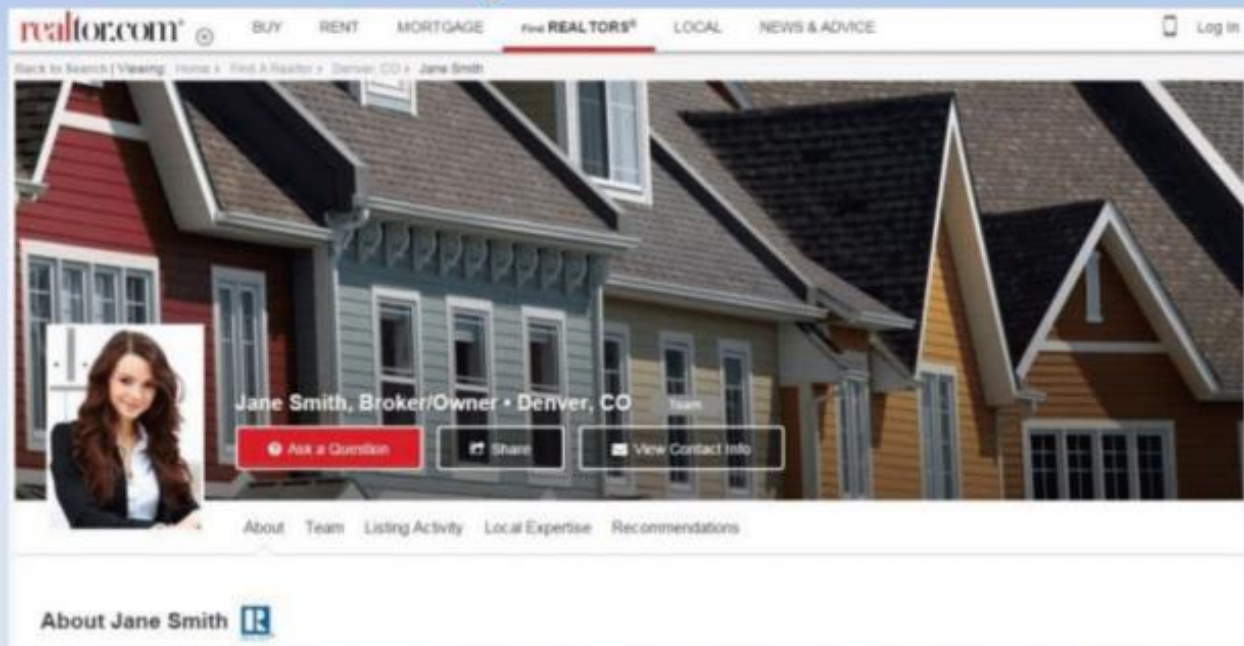 realtor.com® BUY RENT MORTGAGE Find REALTORS® LOCAL NEWS & ADVICE Log In
Back to Search | Viewing: Home › Find A Realtor › Denver, CO › Jane Smith
Jane Smith, Broker/Owner • Denver, CO Team
Ask a Question Share View Contact Info
About Team Listing Activity Local Expertise Recommendations
About Jane Smith R